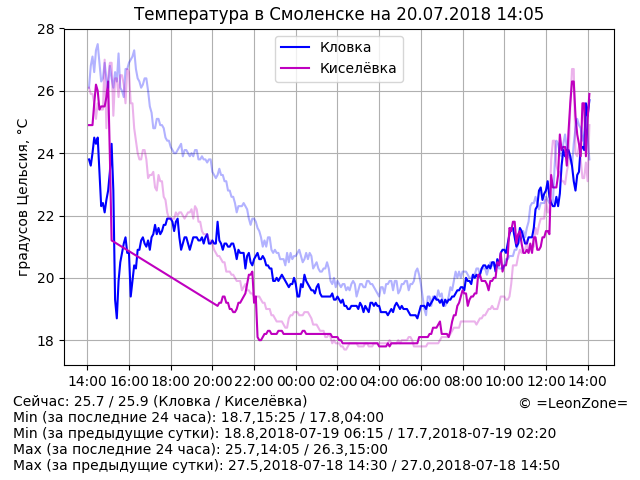 Температура в Смоленске на 20.07.2018 14:05
28
26
24
22
20
18
градусов Цельсия, °C
Кловка
Киселёвка
14:00 16:00 18:00 20:00 22:00 00:00 02:00 04:00 06:00 08:00 10:00 12:00 14:00
Сейчас: 25.7 / 25.9 (Кловка / Киселёвка)
© =LeonZone=
Min (за последние 24 часа): 18.7,15:25 / 17.8,04:00
Min (за предыдущие сутки): 18.8,2018-07-19 06:15 / 17.7,2018-07-19 02:20
Max (за последние 24 часа): 25.7,14:05 / 26.3,15:00
Max (за предыдущие сутки): 27.5,2018-07-18 14:30 / 27.0,2018-07-18 14:50